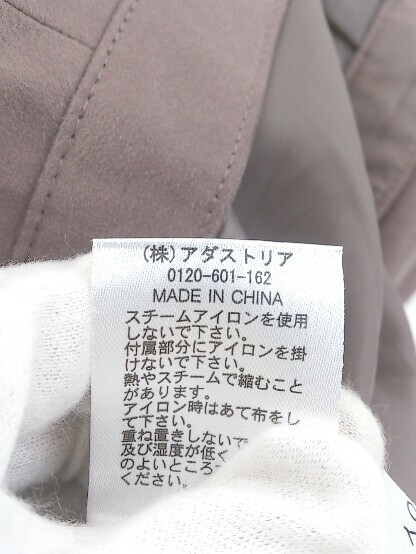 (株)アダストリア
0120-601-162
MADE IN CHINA
スチームアイロンを使用
しないで下さい。
付属部分にアイロンを掛
けないで下さい。
熱やスチームで縮むこと
があります。
アイロン時はあて布をし
て下さい。
重ね置きしないで
及び湿度が低く
のよいところ
ください。